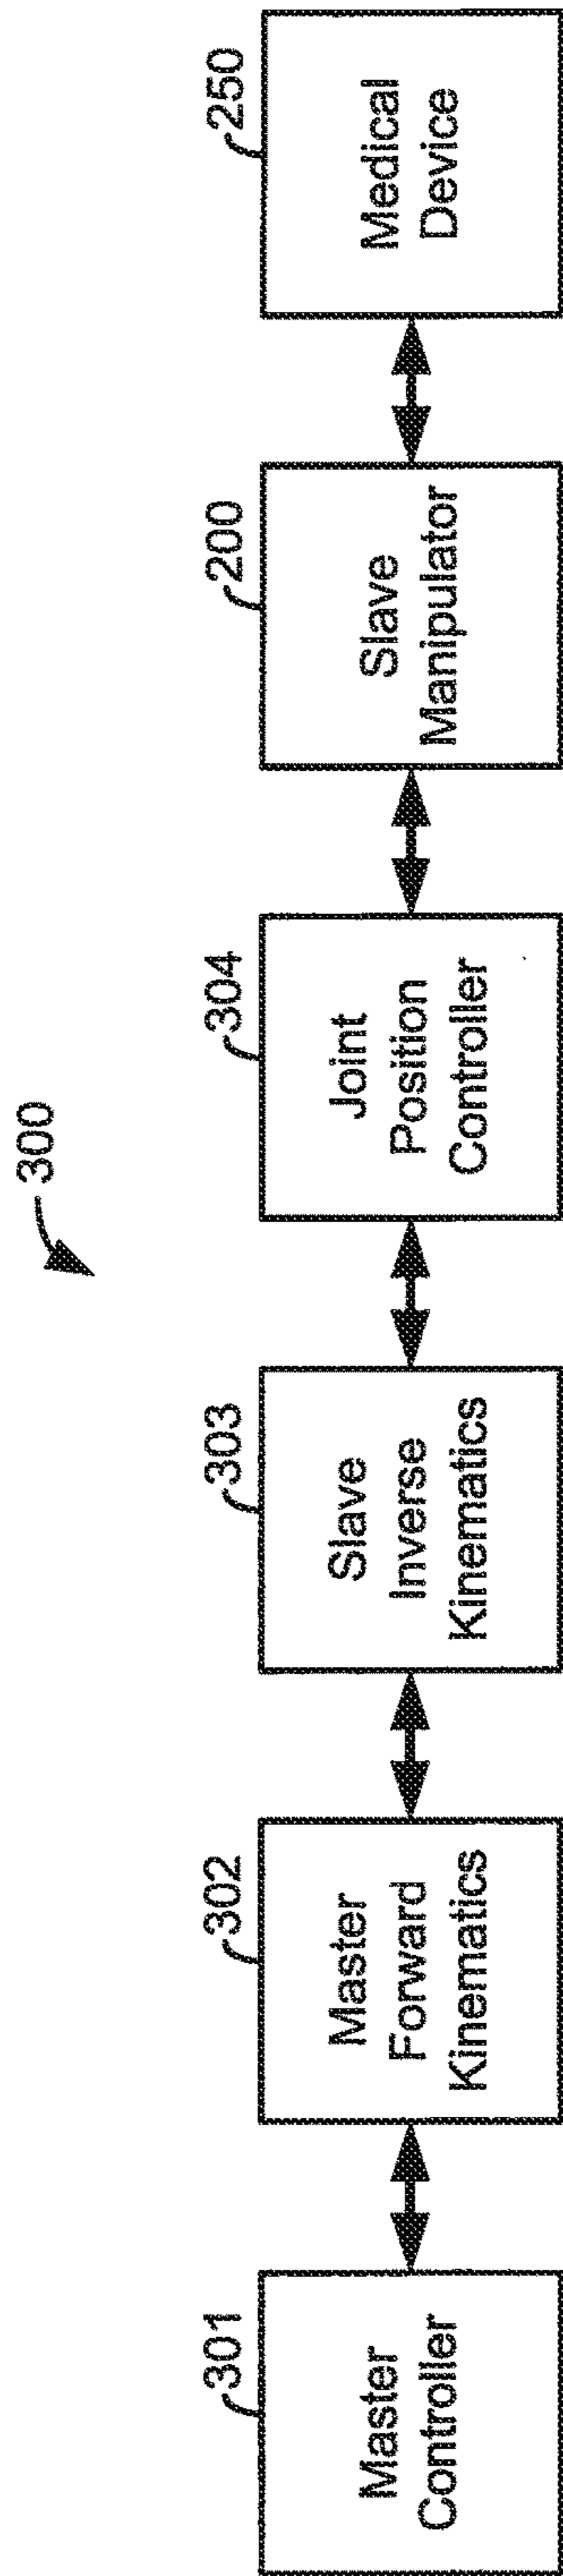 300
301
Master
Controller
302
Master
Forward
Kinematics
303
Slave
Inverse
Kinematics
304
Joint
Position
Controller
200
Slave
Manipulator
250
Medical
Device